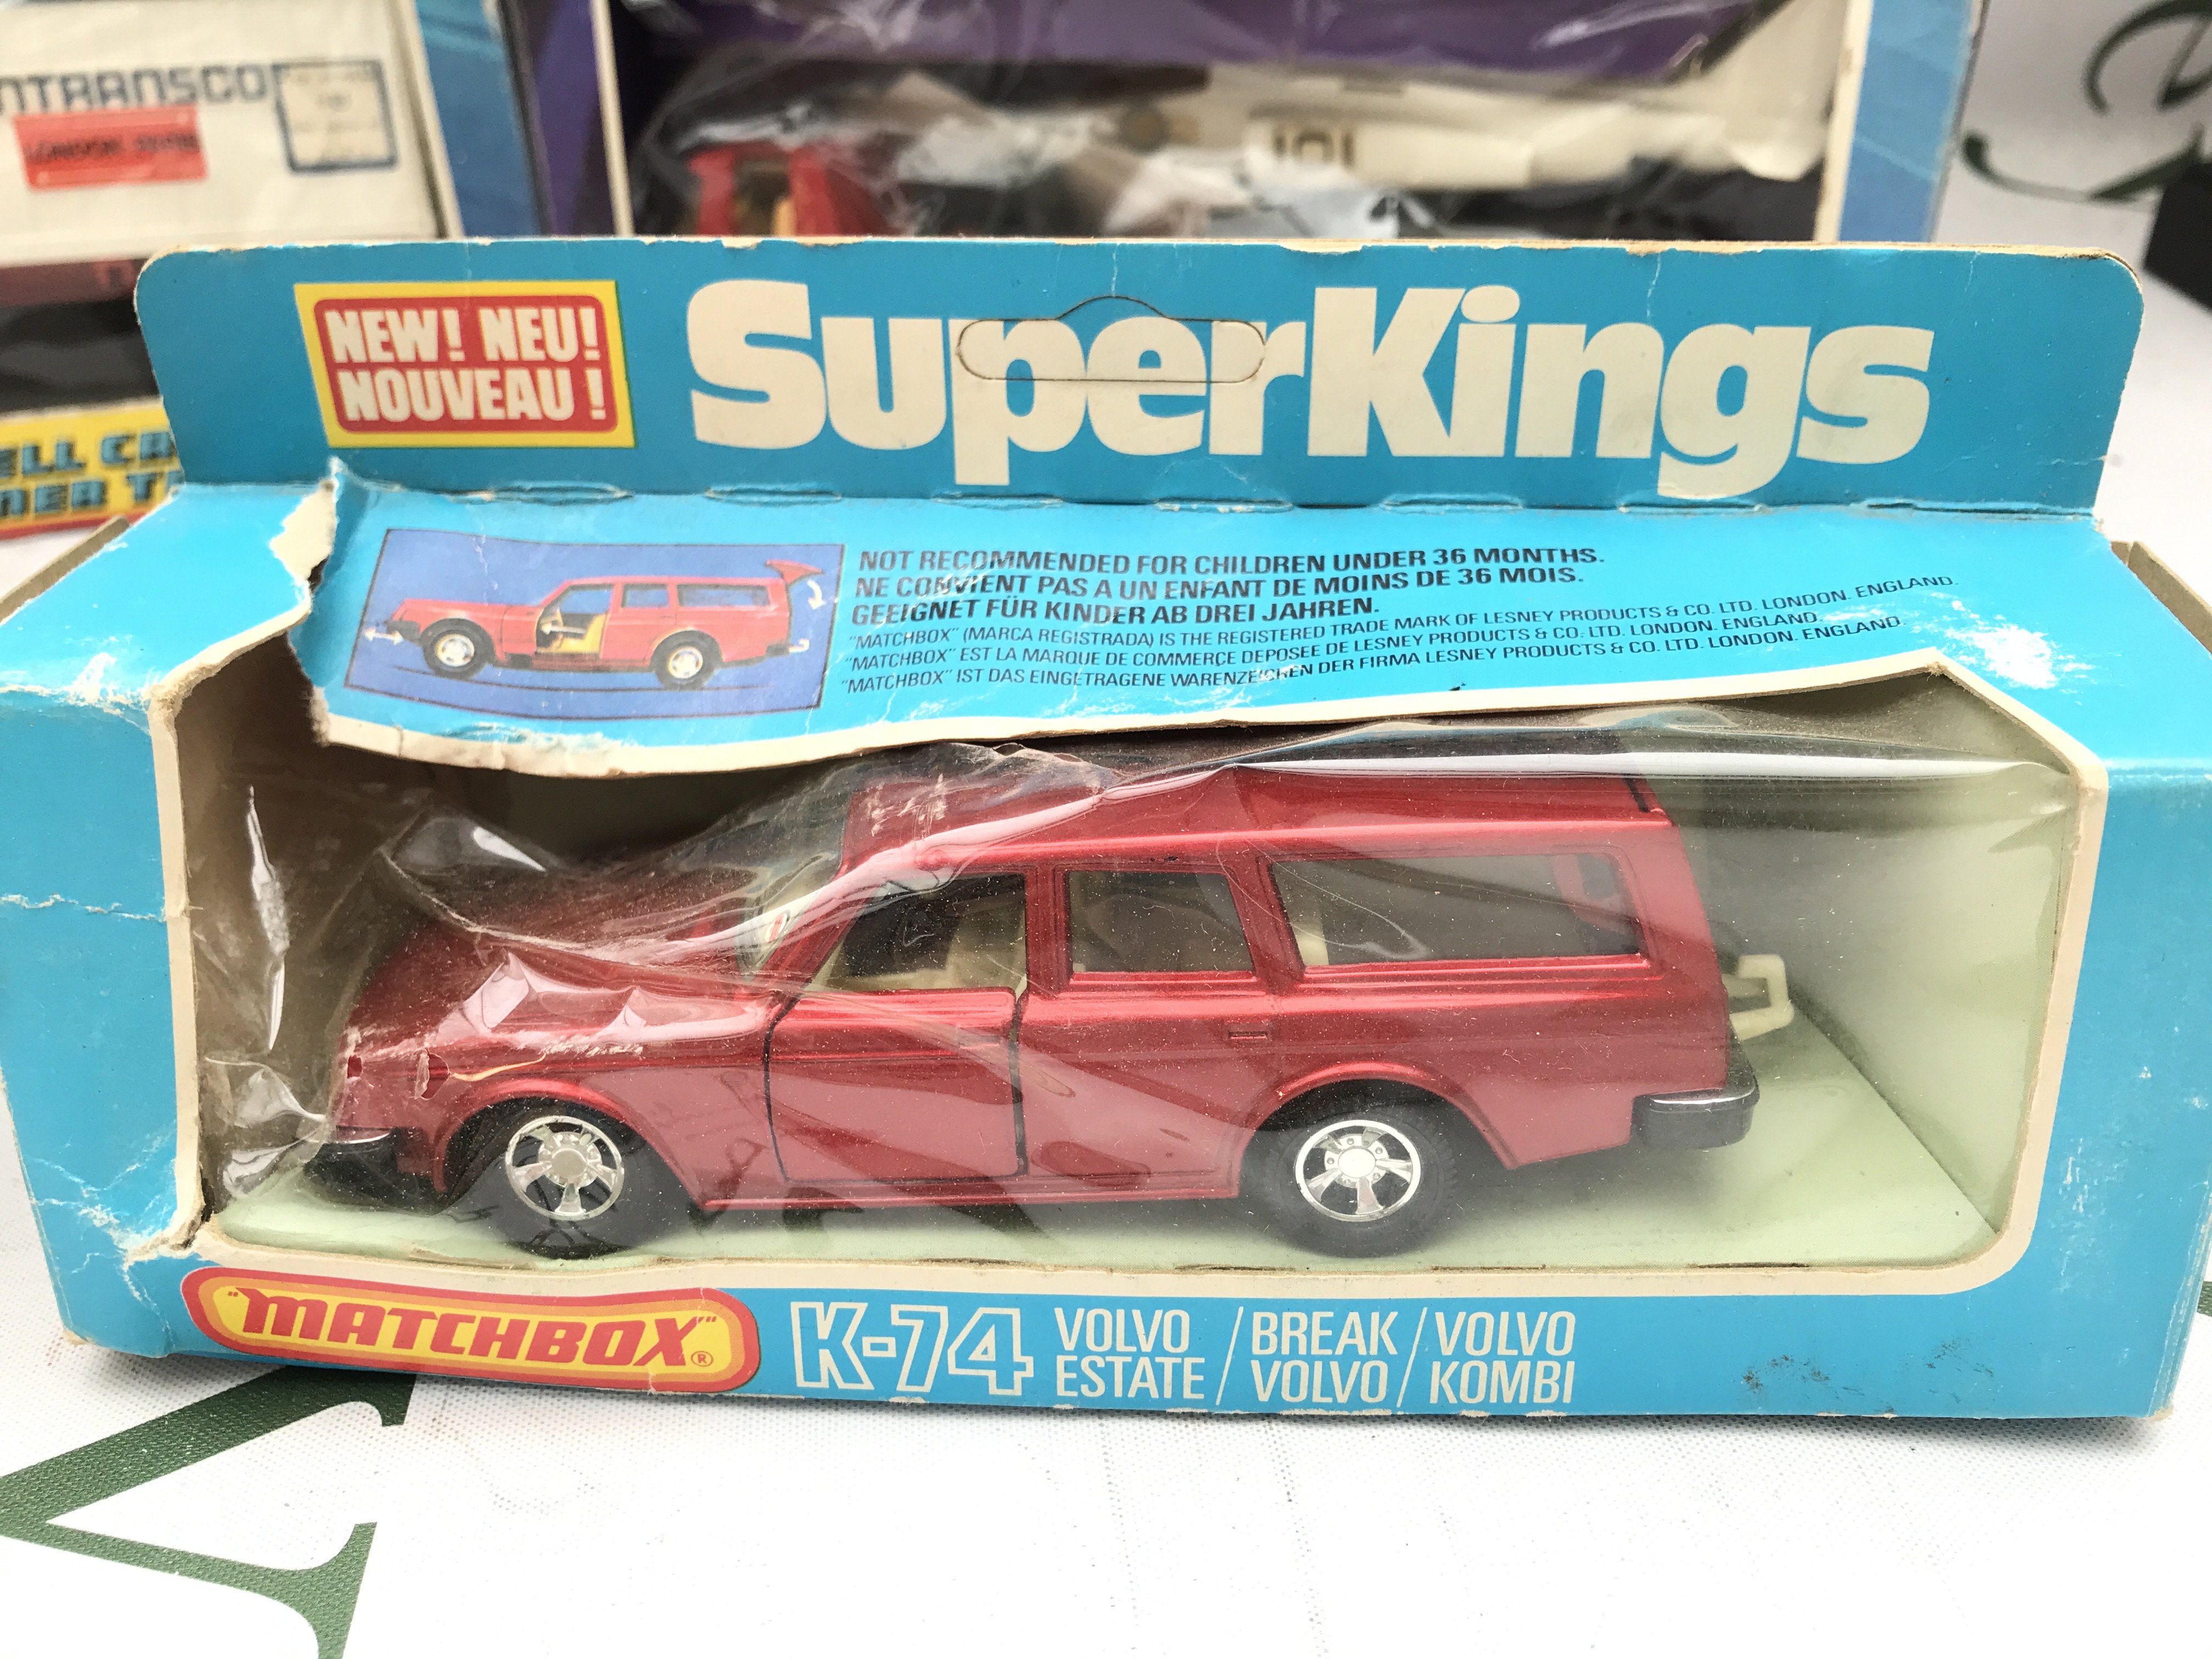 NTRANSCO
101
ELL
NEW! NEU!
NOUVEAU!
SuperKings
NOT RECOMMENDED FOR CHILDREN UNDER 36 MONTHS.
NE CONVIENT PAS A UN ENFANT DE MOINS DE 36 MOIS.
GEEIGNET FÜR KINDER AB DREI JAHREN.
"MATCHBOX" (MARCA REGISTRADA) IS THE REGISTERED TRADE MARK OF LESNEY PRODUCTS & CO. LTD. LONDON. ENGLAND.
"MATCHBOX" EST LA MARQUE DE COMMERCE DEPOSEE DE LESNEY PRODUCTS & CO. LTD. LONDON. ENGLAND.
"MATCHBOX" IST DAS EINGETRAGENE WARENZEICHEN DER FIRMA LESNEY PRODUCTS & CO. LTD. LONDON. ENGLAND.
"MATCHBOX"®
K-74 VOLVO ESTATE / BREAK VOLVO / VOLVO KOMBI